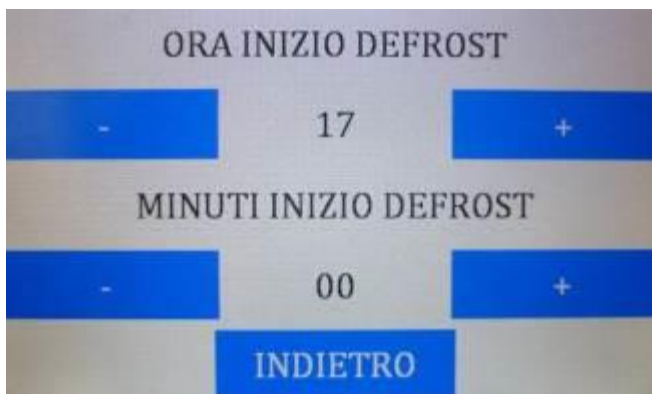 ORA INIZIO DEFROST
- 17 +
MINUTI INIZIO DEFROST
- 00 +
INDIETRO